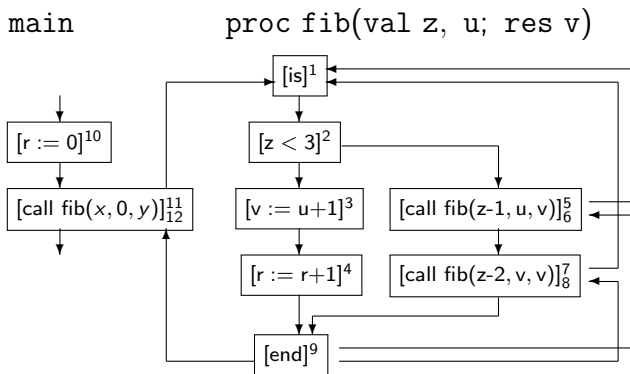 main proc fib(val z, u; res v)
[is]¹
[r := 0]¹⁰ [z < 3]²
[call fib(x, 0, y)]¹¹₁₂ [v := u+1]³ [call fib(z-1, u, v)]⁵₆
[r := r+1]⁴ [call fib(z-2, v, v)]⁷₈
[end]⁹